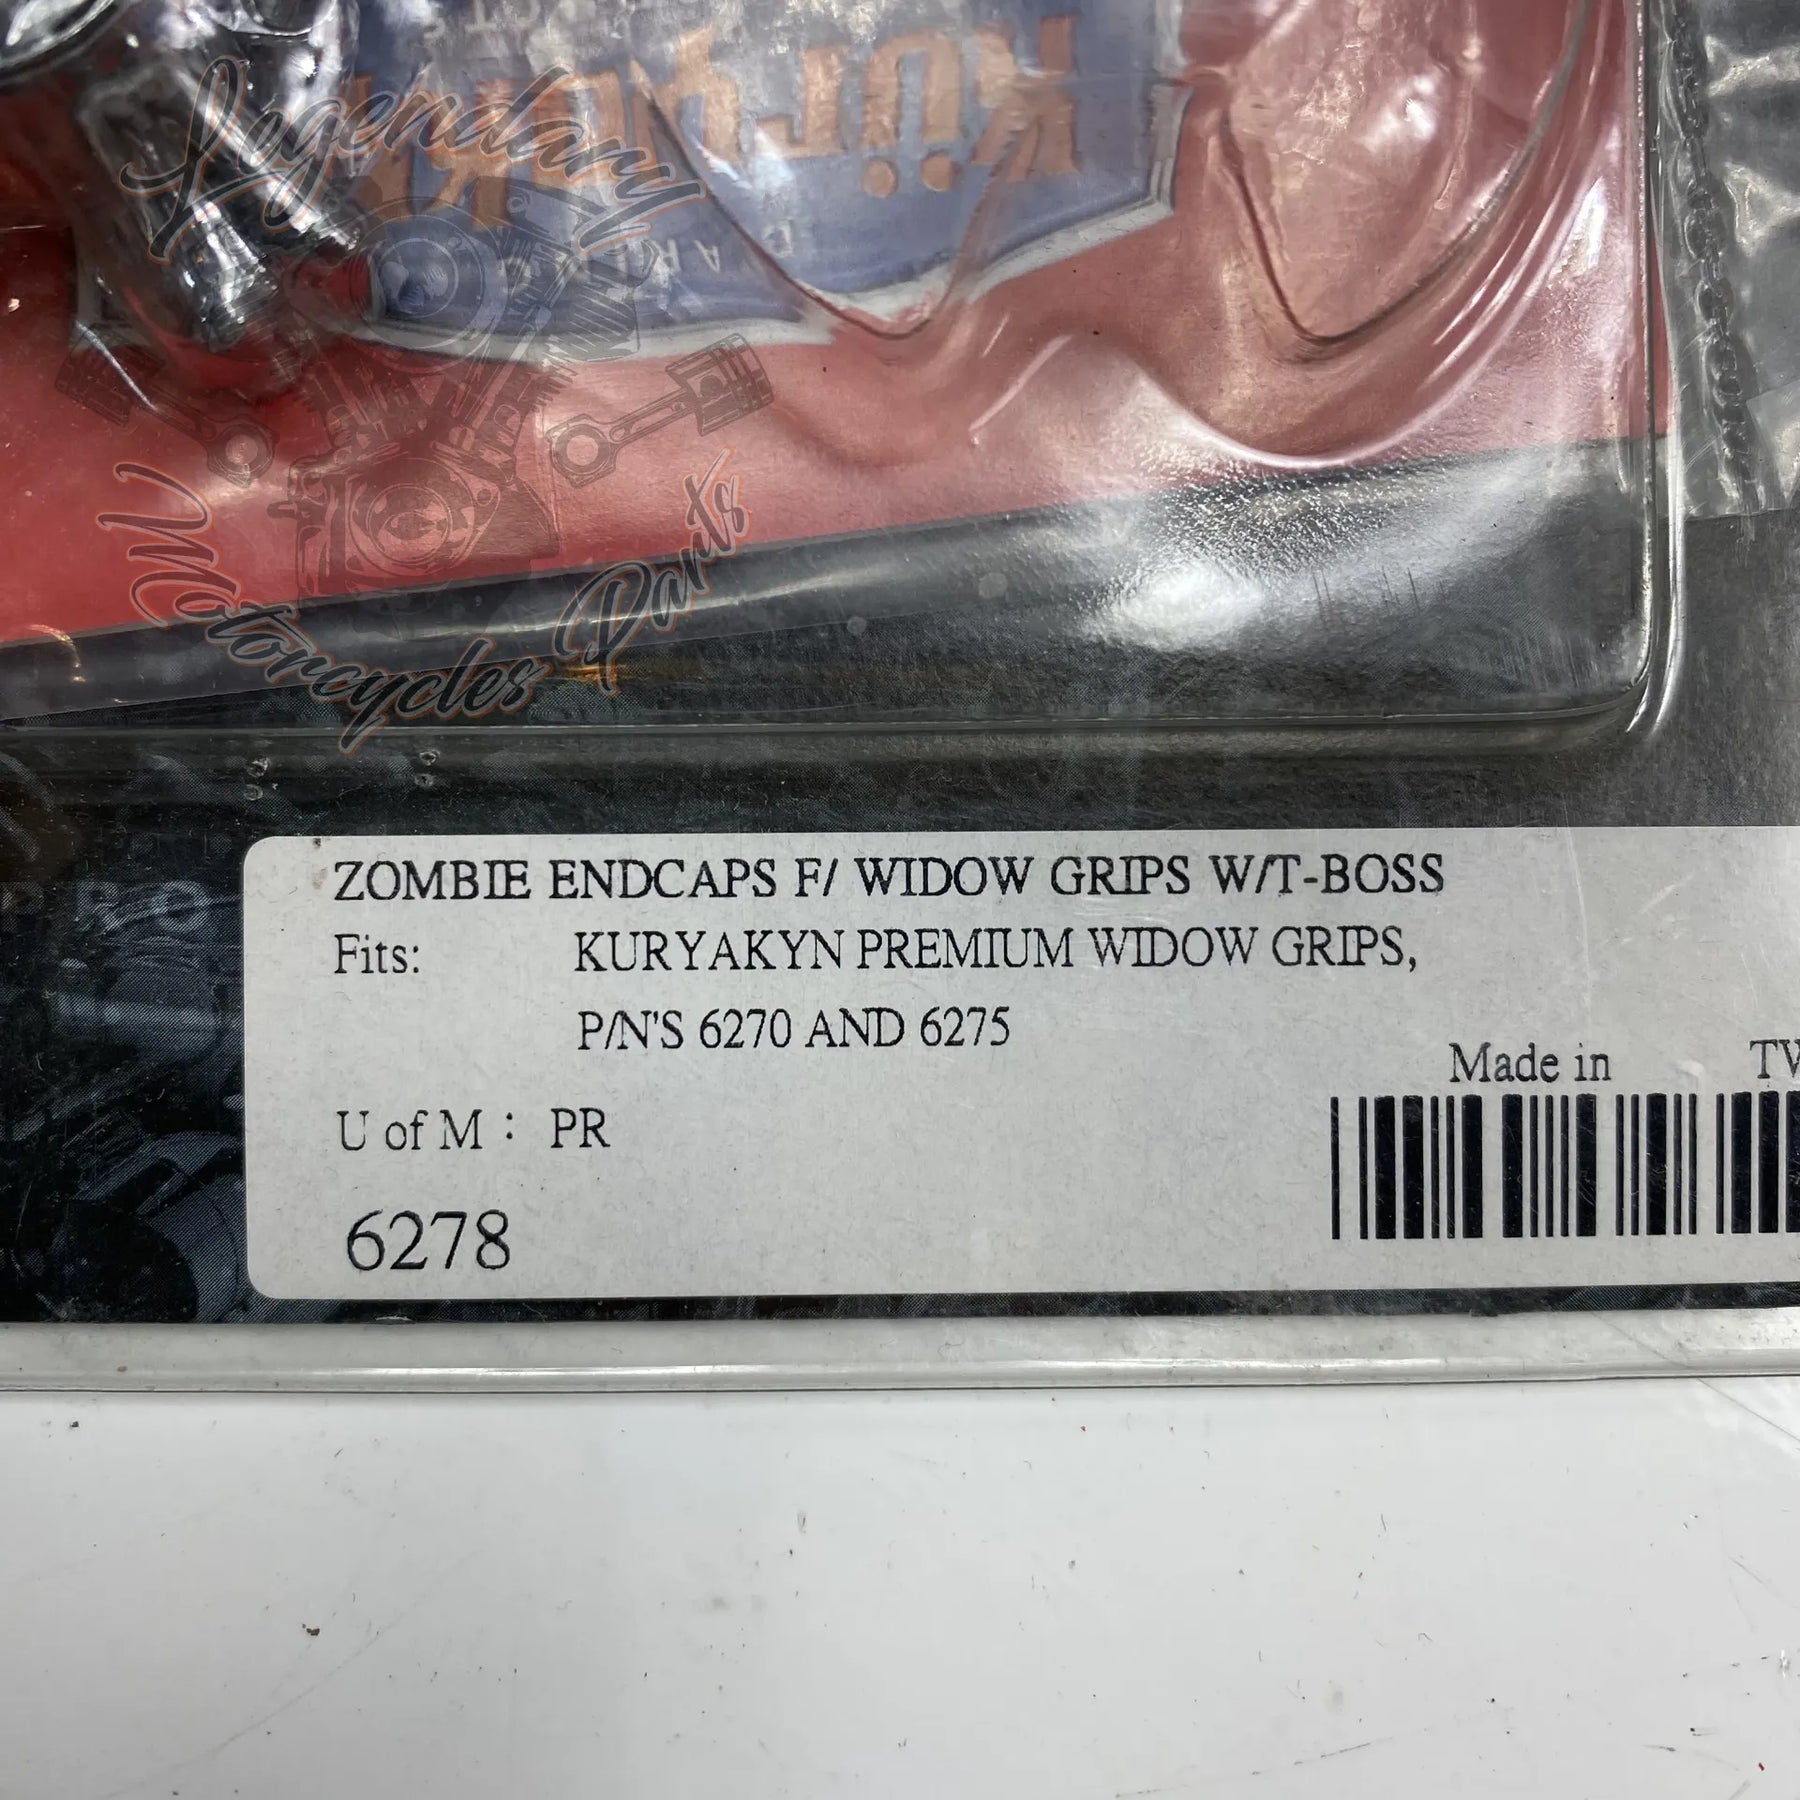 Küryakyn
Legendary
Motorcycles Parts
ZOMBIE ENDCAPS F/ WIDOW GRIPS W/T-BOSS
Fits: KURYAKYN PREMIUM WIDOW GRIPS,
P/N'S 6270 AND 6275
Made in
U of M : PR
6278